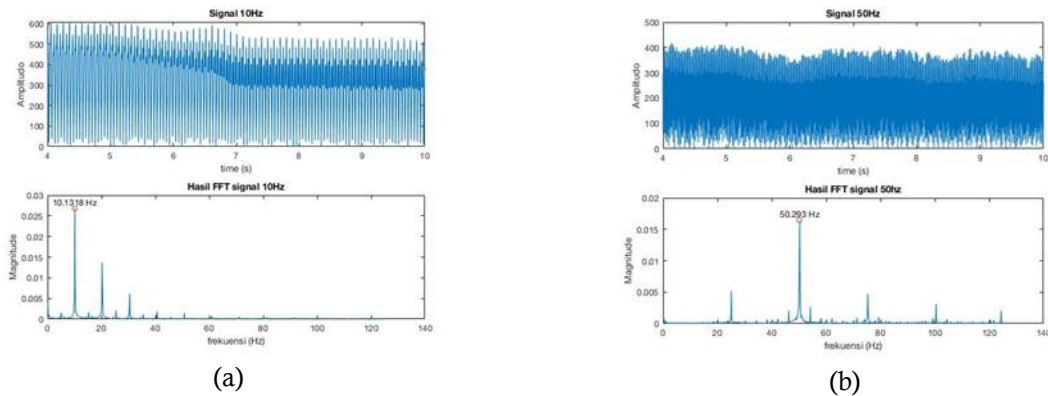 Signal 10Hz
600
500
400
300
200
100
0
Amplitudo
4 5 6 7 8 9 10
time (s)
Hasil FFT signal 10Hz
0.03
0.025
0.02
0.015
0.01
0.005
0
Magnitude
10.1318 Hz
0 20 40 60 80 100 120 140
frekuensi (Hz)
(a)
Signal 50Hz
500
400
300
200
100
0
Amplitudo
4 5 6 7 8 9 10
time (s)
Hasil FFT signal 50hz
0.02
0.015
0.01
0.005
0
Magnitude
50.293 Hz
0 20 40 60 80 100 120 140
frekuensi (Hz)
(b)